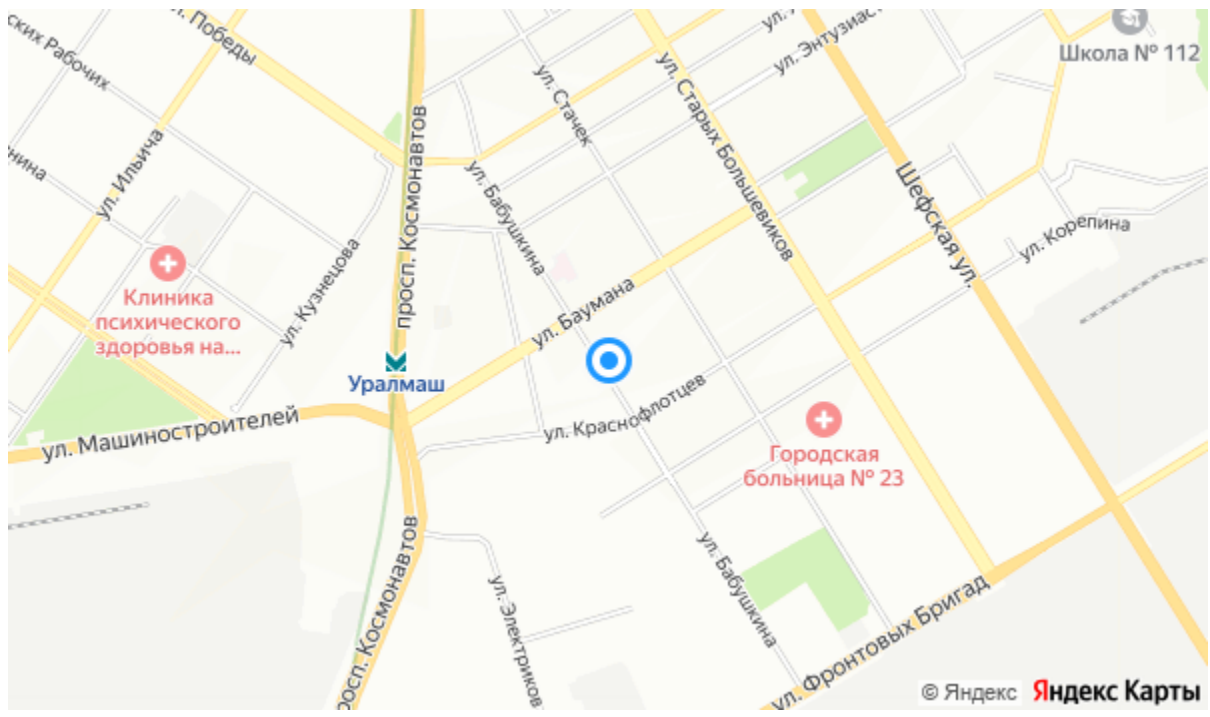 ул. Победы
ских Рабочих
нина
ул. Ильича
ул. Кузнецова
Клиника
психического
здоровья на...
просп. Космонавтов
Уралмаш
ул. Машиностроителей
ул. Стачек
ул. Бабушкина
ул. Баумана
ул. Старых Большевиков
ул. Энтузиаст
Школа № 112
Шефская ул.
ул. Корепина
ул. Краснофлотцев
Городская
больница № 23
просп. Космонавтов
ул. Электриков
ул. Бабушкина
ул. Фронтовых Бригад
© Яндекс Яндекс Карты